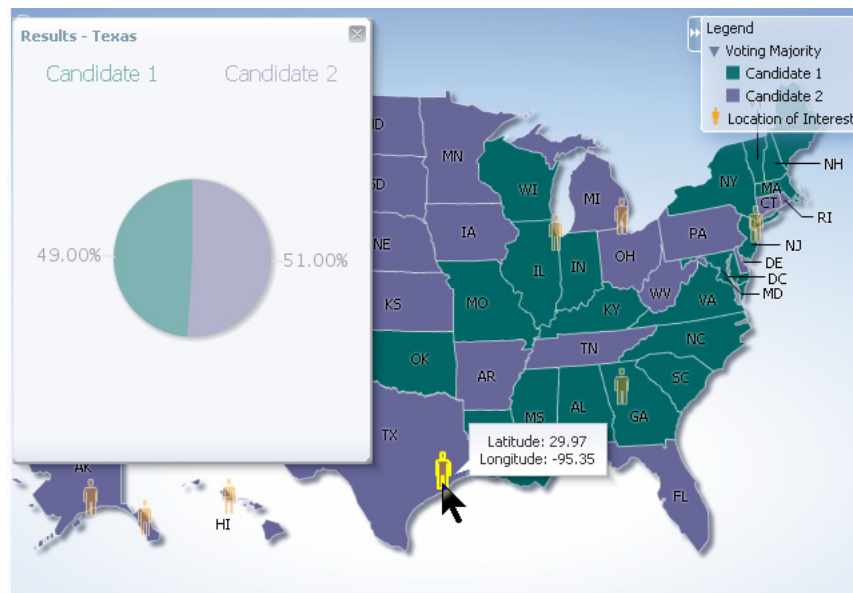 Results - Texas
Candidate 1
Candidate 2
49.00%
51.00%
Legend
Voting Majority
Candidate 1
Candidate 2
Location of Interest
ND
MN
SD
WI
MI
NY
NH
MA
CT
RI
NE
IA
PA
NJ
IL
IN
OH
DE
DC
MD
KS
MO
WV
VA
KY
OK
AR
TN
NC
SC
MS
AL
GA
TX
Latitude: 29.97
Longitude: -95.35
AK
HI
FL